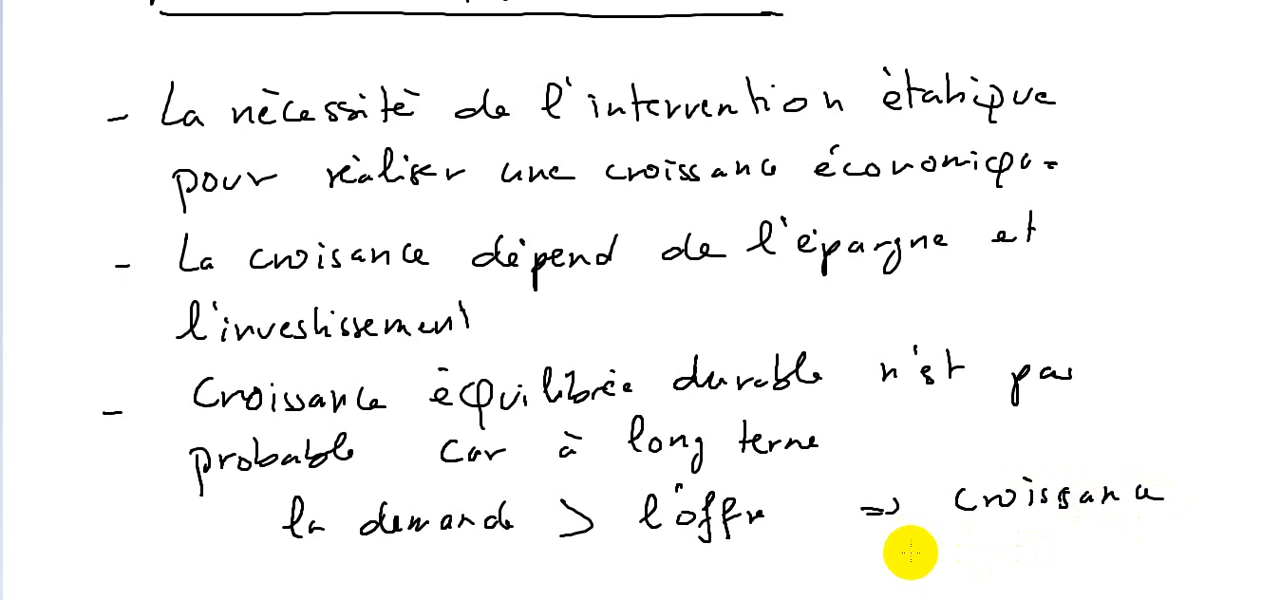 - La nécessité de l'intervention étatique
pour réaliser une croissance économique
- La croisance dépend de l'épargne et
l'investissement
- Croissance équilibrée durable n'est pas
probable car à long terme
la demande > l'offre => croissance